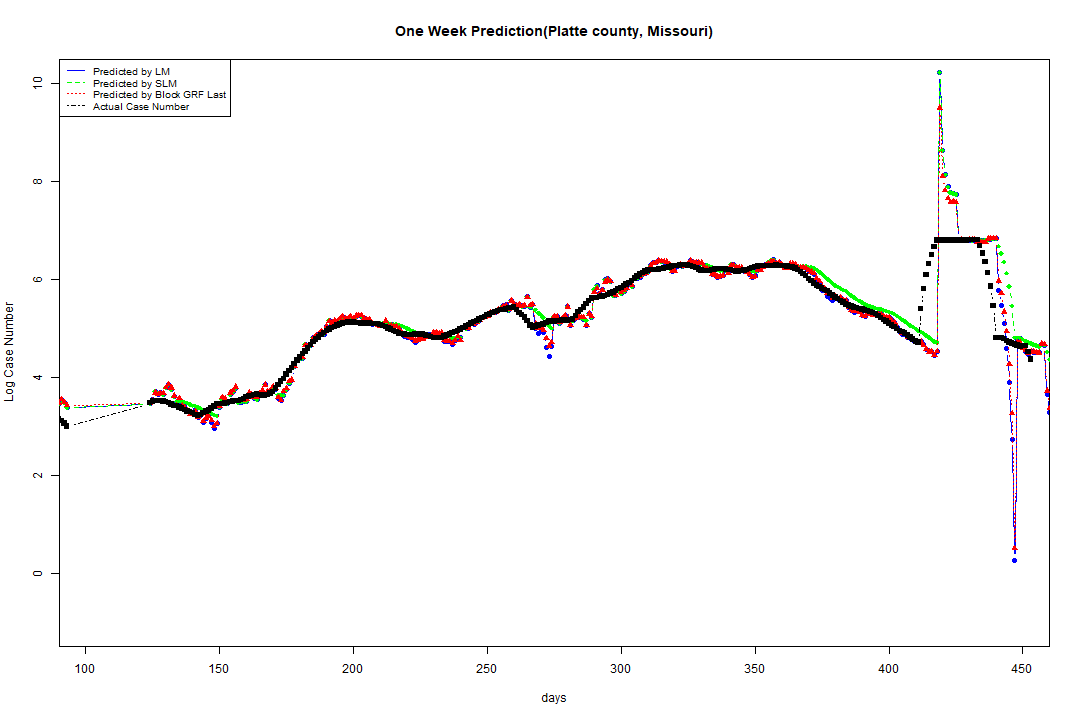 One Week Prediction(Platte county, Missouri)
Predicted by LM
Predicted by SLM
Predicted by Block GRF Last
Actual Case Number
Log Case Number
10
8
6
4
2
0
100 150 200 250 300 350 400 450
days